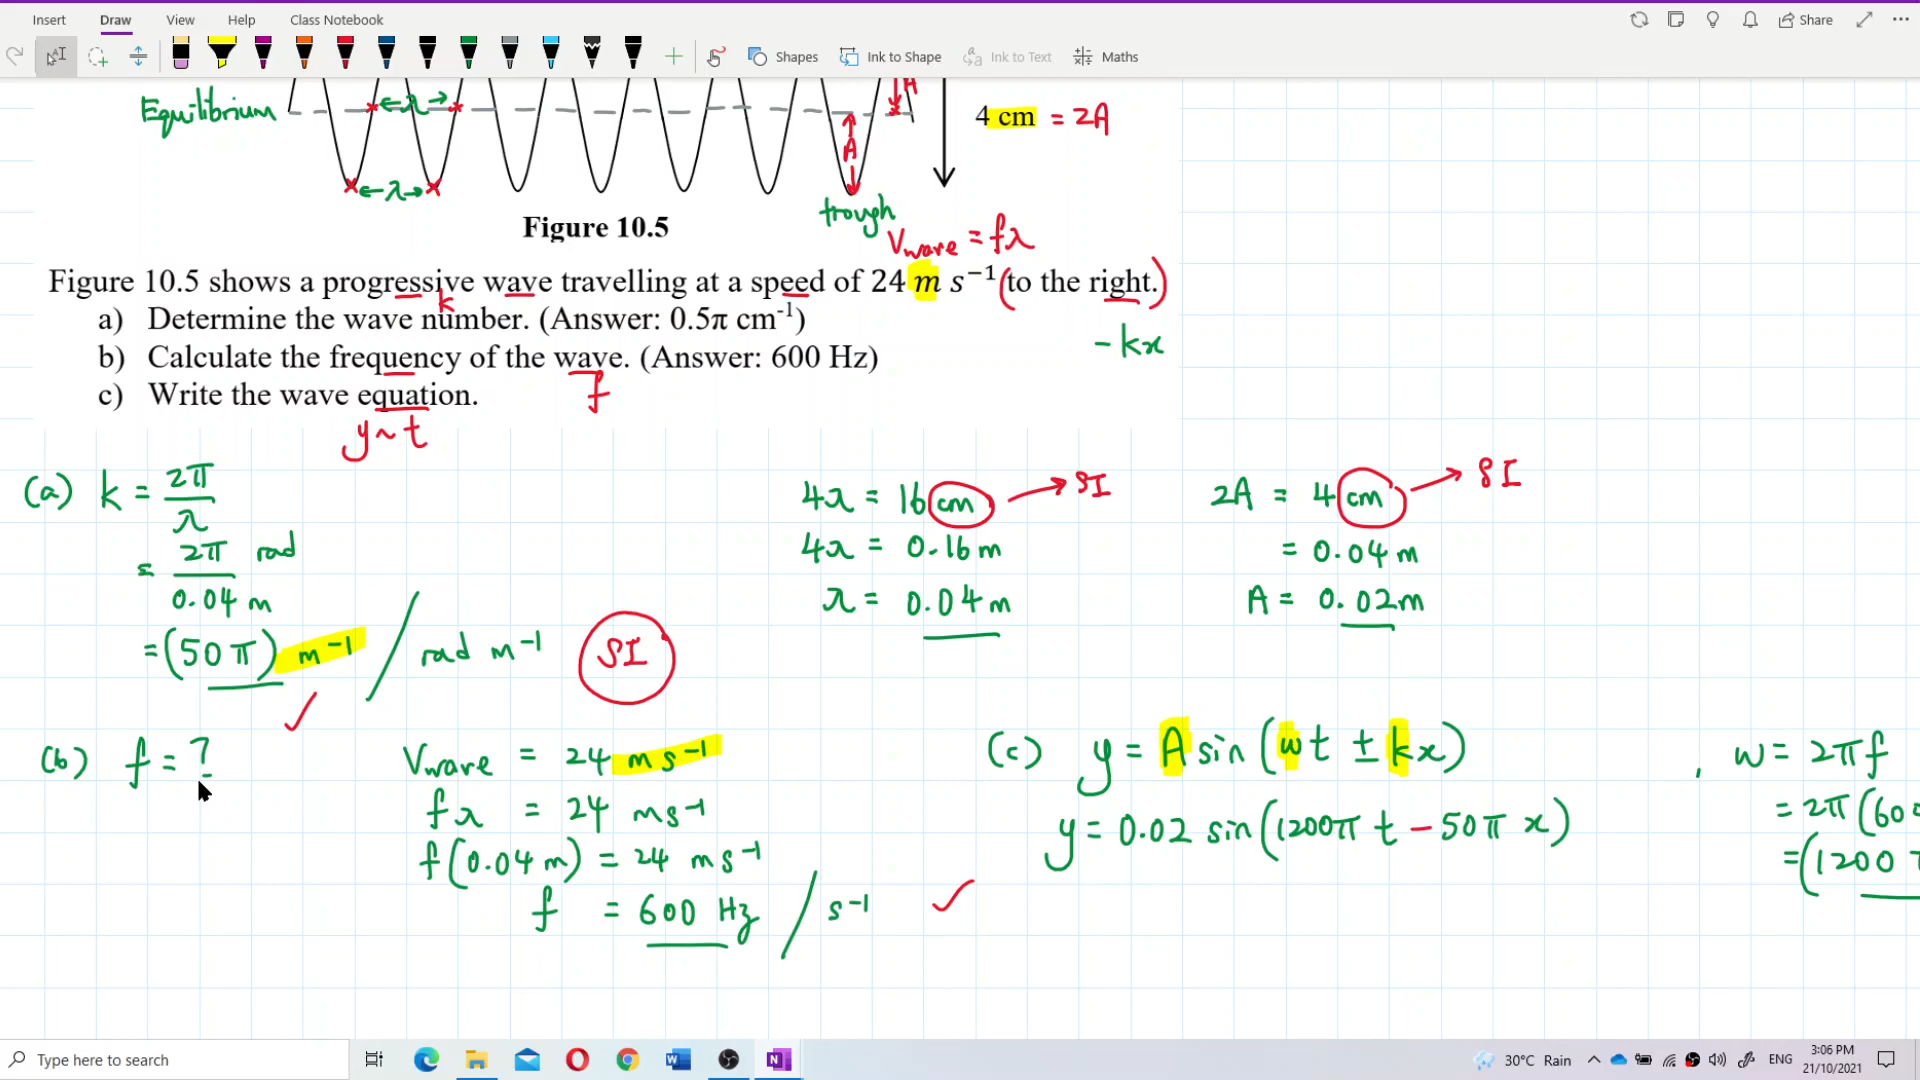 Insert Draw View Help Class Notebook Share
Shapes Ink to Shape Ink to Text Maths
Equilibrium λ A
A 4 cm = 2A
λ
trough
Figure 10.5
Vwave = fλ
Figure 10.5 shows a progressive wave travelling at a speed of 24 m s⁻¹ (to the right.)
k
a) Determine the wave number. (Answer: 0.5π cm⁻¹)
- kx
b) Calculate the frequency of the wave. (Answer: 600 Hz)
f
c) Write the wave equation.
y ~ t
(a) k = 2π / λ
= 2π rad / 0.04 m
= (50π) m⁻¹ / rad m⁻¹
SI
4λ = 16 cm → SI
4λ = 0.16 m
λ = 0.04 m
2A = 4 cm → SI
= 0.04 m
A = 0.02 m
(b) f = ?
Vwave = 24 m s⁻¹
fλ = 24 ms⁻¹
f(0.04 m) = 24 ms⁻¹
f = 600 Hz / s⁻¹
(c) y = A sin (ωt ± kx)
y = 0.02 sin (1200π t - 50π x)
, ω = 2πf
= 2π (60
= (1200
Type here to search
30°C Rain ENG 3:06 PM
21/10/2021